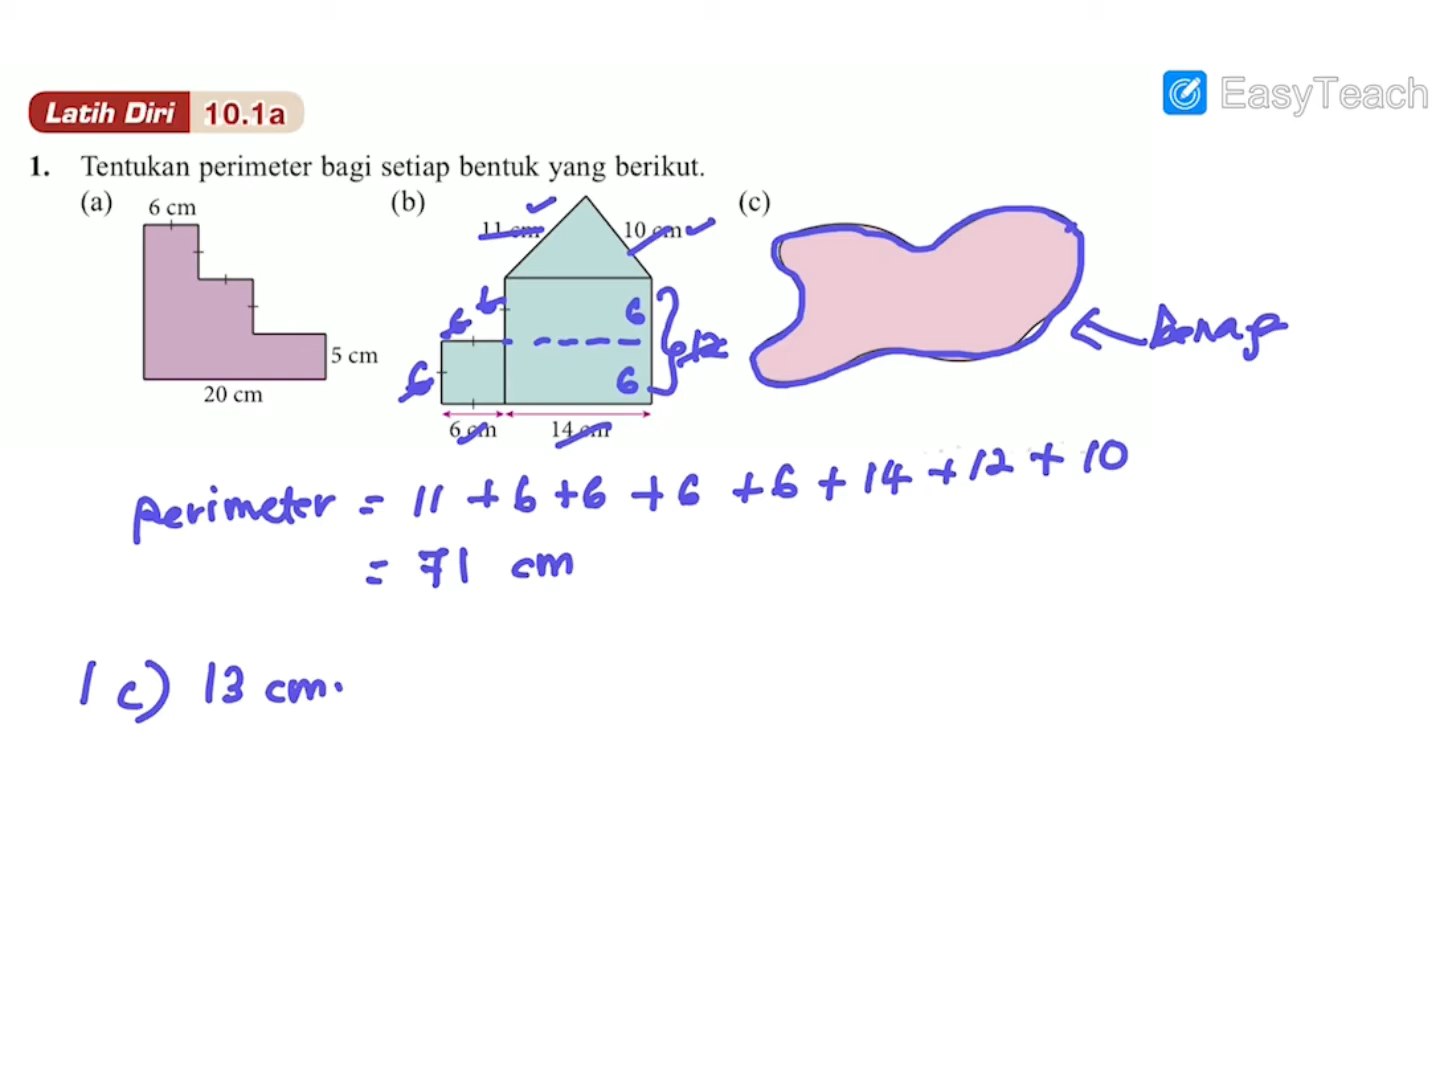 EasyTeach
Latih Diri 10.1a
1. Tentukan perimeter bagi setiap bentuk yang berikut.
(a) 6 cm (b) 11 cm 10 cm (c)
6 6 6
6 12
6 6
5 cm
20 cm
6 cm 14 cm
Benang
perimeter = 11 + 6 + 6 + 6 + 6 + 14 + 12 + 10
= 71 cm
1 c) 13 cm.